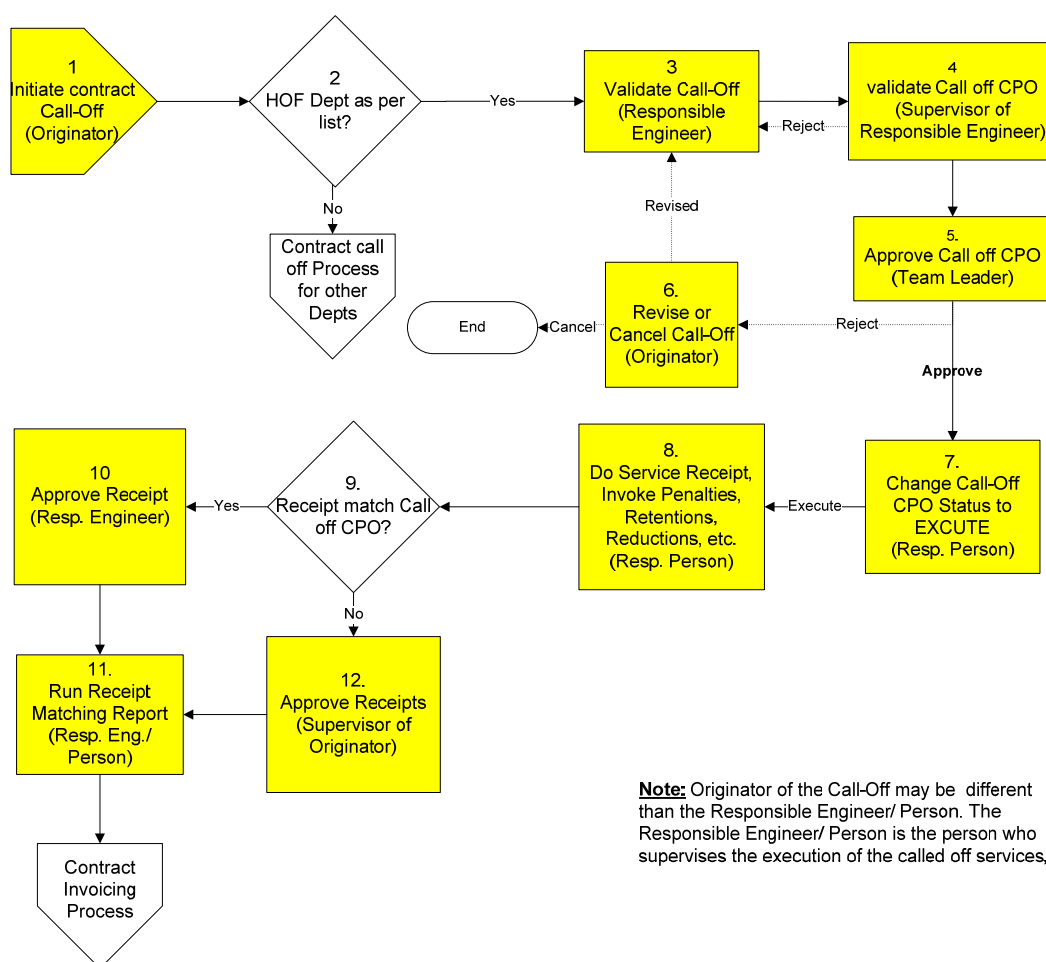 1
Initiate contract
Call-Off
(Originator)
2
HOF Dept as per
list?
Yes
3
Validate Call-Off
(Responsible
Engineer)
4
validate Call off CPO
(Supervisor of
Responsible Engineer)
Reject
No
Contract call
off Process
for other
Depts
Revised
5.
Approve Call off CPO
(Team Leader)
6.
Revise or
Cancel Call-Off
(Originator)
Cancel
End
Reject
Approve
7.
Change Call-Off
CPO Status to
EXCUTE
(Resp. Person)
Execute
8.
Do Service Receipt,
Invoke Penalties,
Retentions,
Reductions, etc.
(Resp. Person)
9.
Receipt match Call
off CPO?
Yes
10
Approve Receipt
(Resp. Engineer)
No
11.
Run Receipt
Matching Report
(Resp. Eng./
Person)
12.
Approve Receipts
(Supervisor of
Originator)
Contract
Invoicing
Process
Note: Originator of the Call-Off may be different
than the Responsible Engineer/ Person. The
Responsible Engineer/ Person is the person who
supervises the execution of the called off services,